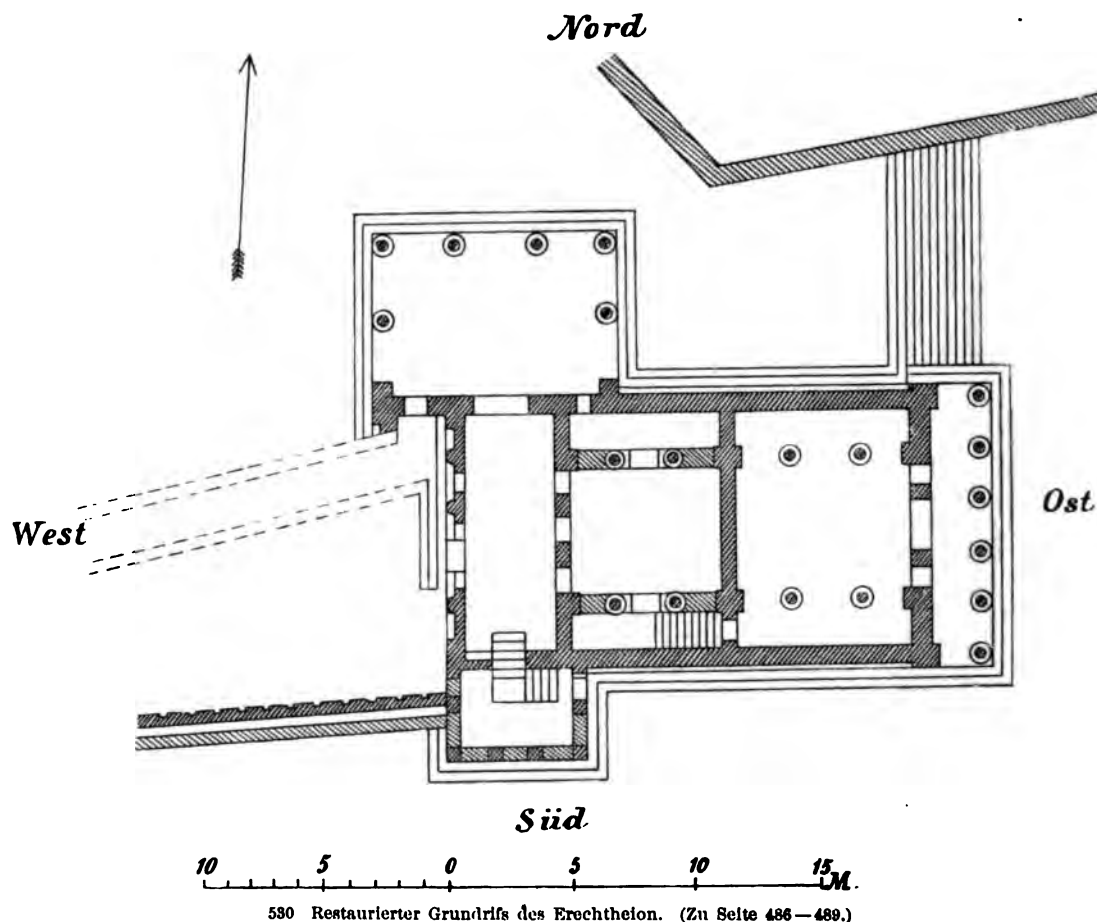 Nord
West
Ost
Süd
10 5 0 5 10 15 M.
530 Restaurierter Grundriſs des Erechtheion. (Zu Seite 486—489.)